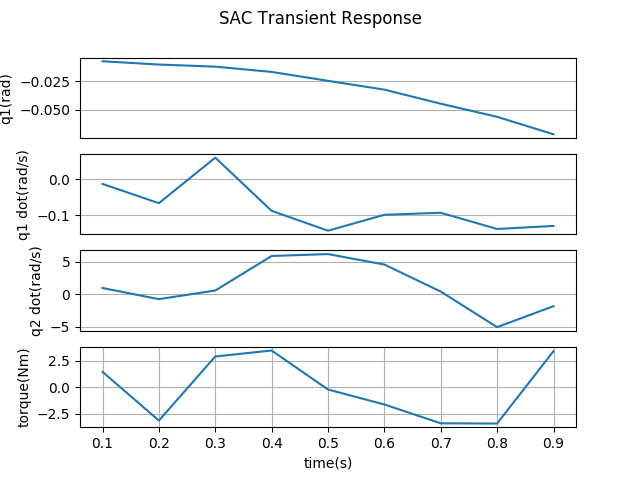 SAC Transient Response
q1(rad)
−0.025
−0.050
q1 dot(rad/s)
0.0
−0.1
q2 dot(rad/s)
5
0
−5
torque(Nm)
2.5
0.0
−2.5
0.1 0.2 0.3 0.4 0.5 0.6 0.7 0.8 0.9
time(s)